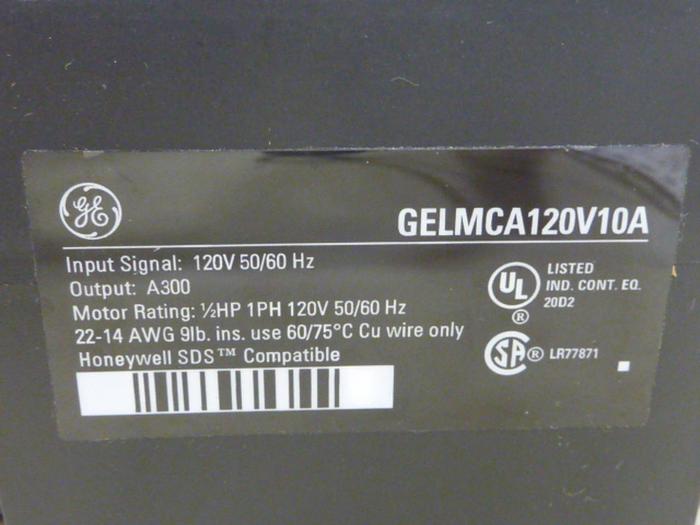 GE
GELMCA120V10A
Input Signal: 120V 50/60 Hz
Output: A300
Motor Rating: ½HP 1PH 120V 50/60 Hz
22-14 AWG 9lb. ins. use 60/75°C Cu wire only
Honeywell SDS™ Compatible
UL®
LISTED
IND. CONT. EQ.
20D2
SA® LR77871